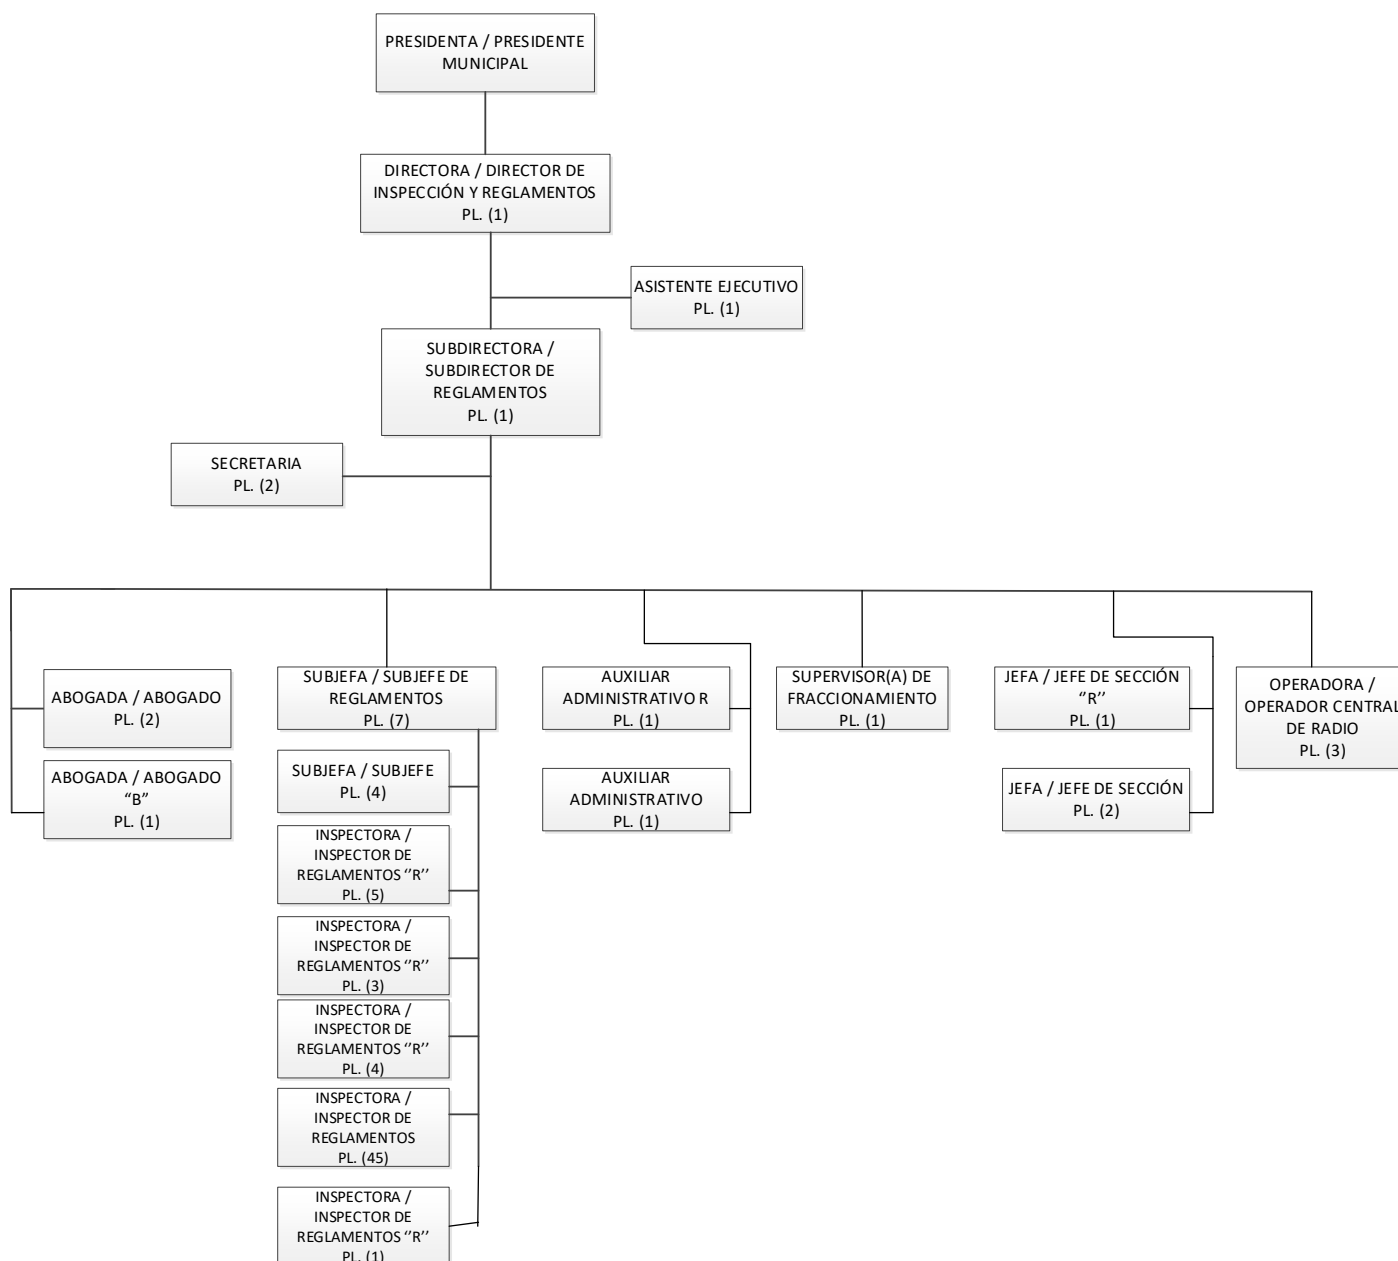 PRESIDENTA / PRESIDENTE
MUNICIPAL
DIRECTORA / DIRECTOR DE
INSPECCIÓN Y REGLAMENTOS
PL. (1)
ASISTENTE EJECUTIVO
PL. (1)
SUBDIRECTORA /
SUBDIRECTOR DE
REGLAMENTOS
PL. (1)
SECRETARIA
PL. (2)
ABOGADA / ABOGADO
PL. (2)
ABOGADA / ABOGADO
“B”
PL. (1)
SUBJEFA / SUBJEFE DE
REGLAMENTOS
PL. (7)
SUBJEFA / SUBJEFE
PL. (4)
INSPECTORA /
INSPECTOR DE
REGLAMENTOS ‘’R’’
PL. (5)
INSPECTORA /
INSPECTOR DE
REGLAMENTOS ‘’R’’
PL. (3)
INSPECTORA /
INSPECTOR DE
REGLAMENTOS ‘’R’’
PL. (4)
INSPECTORA /
INSPECTOR DE
REGLAMENTOS
PL. (45)
INSPECTORA /
INSPECTOR DE
REGLAMENTOS ‘’R’’
PL. (1)
AUXILIAR
ADMINISTRATIVO R
PL. (1)
AUXILIAR
ADMINISTRATIVO
PL. (1)
SUPERVISOR(A) DE
FRACCIONAMIENTO
PL. (1)
JEFA / JEFE DE SECCIÓN
‘’R’’
PL. (1)
JEFA / JEFE DE SECCIÓN
PL. (2)
OPERADORA /
OPERADOR CENTRAL
DE RADIO
PL. (3)